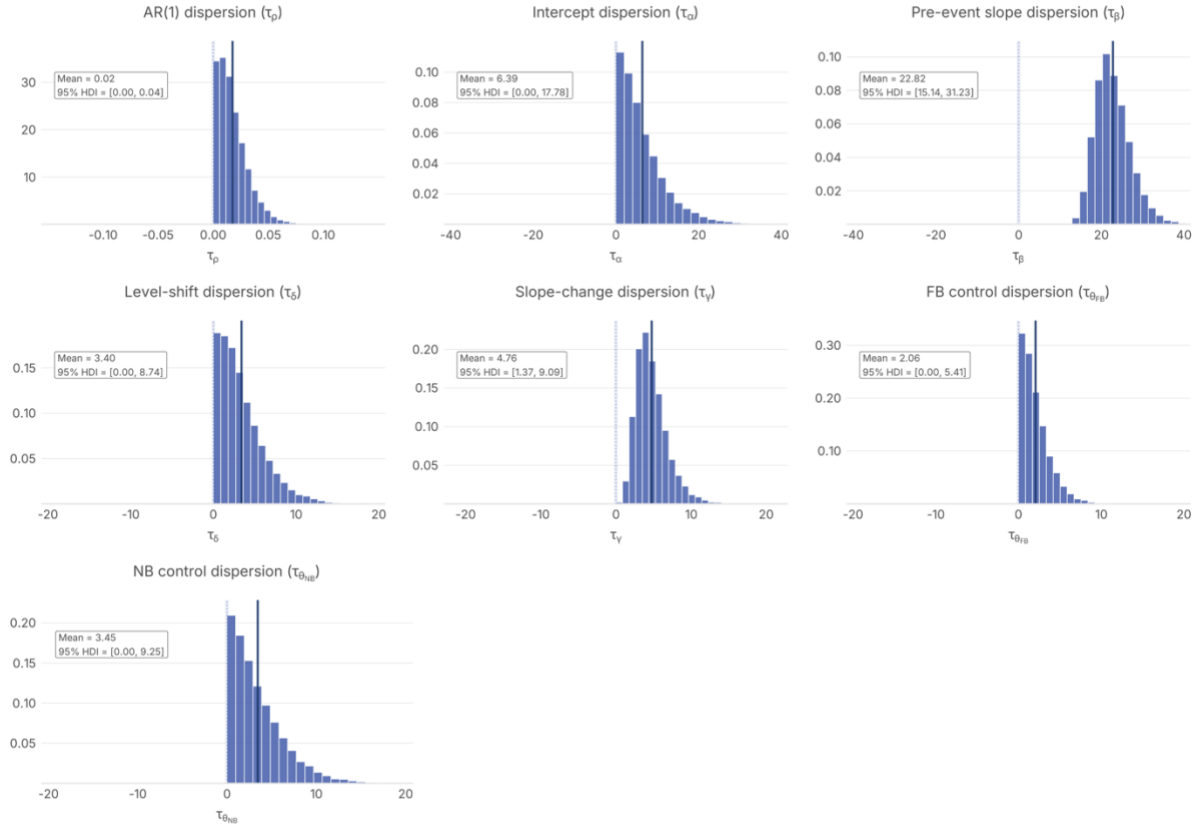 AR(1) dispersion (τρ)
Mean = 0.02
95% HDI = [0.00, 0.04]
30
20
10
-0.10 -0.05 0.00 0.05 0.10
τρ
Intercept dispersion (τα)
Mean = 6.39
95% HDI = [0.00, 17.78]
0.10
0.08
0.06
0.04
0.02
-40 -20 0 20 40
τα
Pre-event slope dispersion (τβ)
Mean = 22.82
95% HDI = [15.14, 31.23]
0.10
0.08
0.06
0.04
0.02
-40 -20 0 20 40
τβ
Level-shift dispersion (τδ)
Mean = 3.40
95% HDI = [0.00, 8.74]
0.15
0.10
0.05
-20 -10 0 10 20
τδ
Slope-change dispersion (τγ)
Mean = 4.76
95% HDI = [1.37, 9.09]
0.20
0.15
0.10
0.05
-20 -10 0 10 20
τγ
FB control dispersion (τθFB)
Mean = 2.06
95% HDI = [0.00, 5.41]
0.30
0.20
0.10
-20 -10 0 10 20
τθFB
NB control dispersion (τθNB)
Mean = 3.45
95% HDI = [0.00, 9.25]
0.20
0.15
0.10
0.05
-20 -10 0 10 20
τθNB